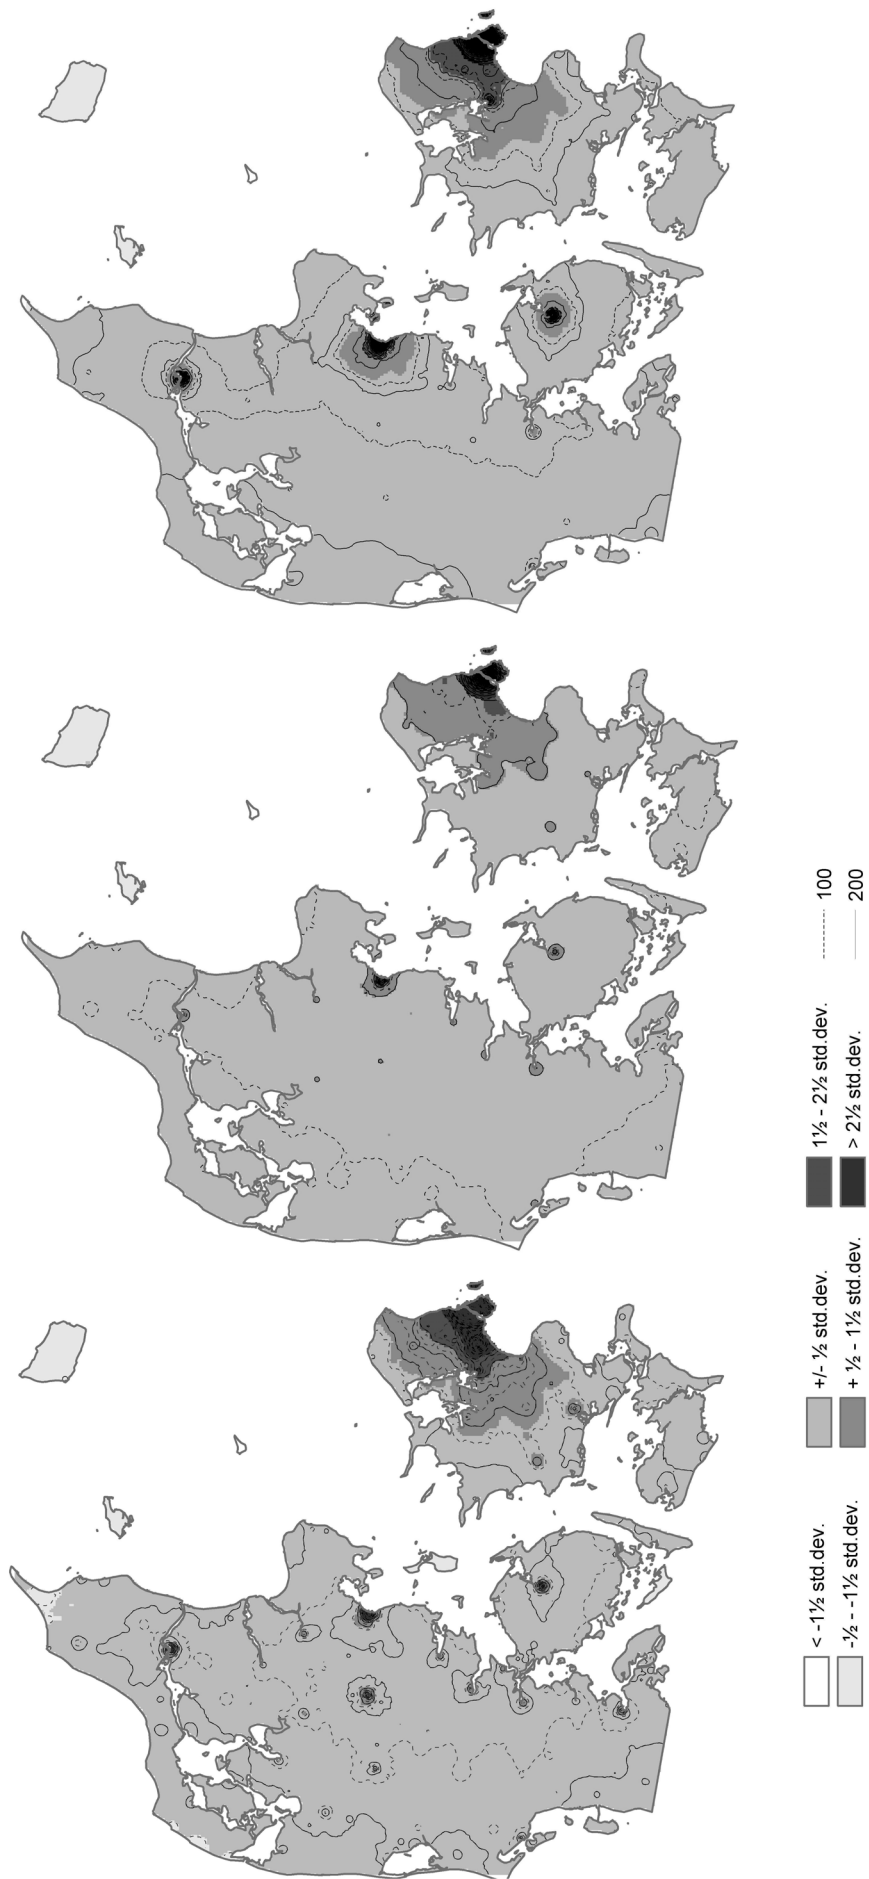 < -1½ std.dev.
-½ - -1½ std.dev.
+/- ½ std.dev.
+ ½ - 1½ std.dev.
1½ - 2½ std.dev.
> 2½ std.dev.
100
200